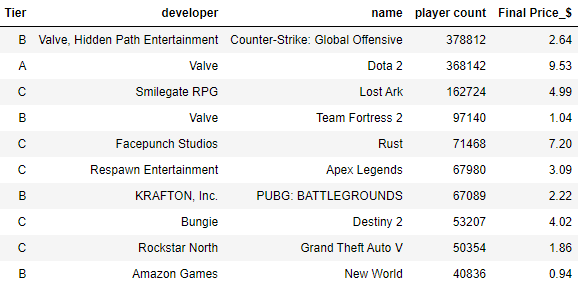 Tier developer name player count Final Price_$
B Valve, Hidden Path Entertainment Counter-Strike: Global Offensive 378812 2.64
A Valve Dota 2 368142 9.53
C Smilegate RPG Lost Ark 162724 4.99
B Valve Team Fortress 2 97140 1.04
C Facepunch Studios Rust 71468 7.20
C Respawn Entertainment Apex Legends 67980 3.09
B KRAFTON, Inc. PUBG: BATTLEGROUNDS 67089 2.22
C Bungie Destiny 2 53207 4.02
C Rockstar North Grand Theft Auto V 50354 1.86
B Amazon Games New World 40836 0.94